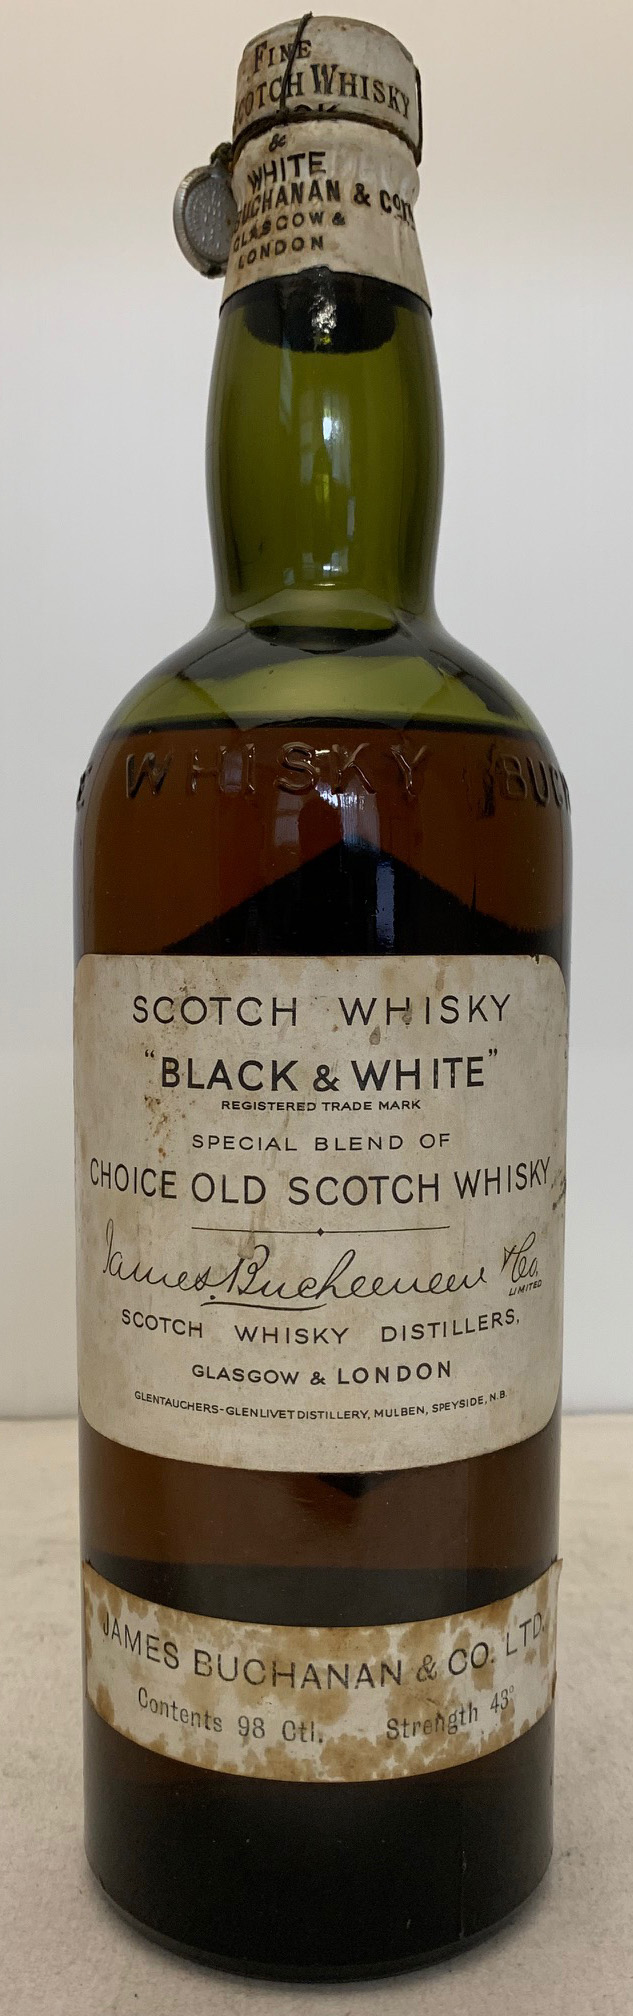 FINE
SCOTCH WHISKY
&
WHITE
BUCHANAN & Co
GLASGOW &
LONDON
E WHISKY BUCH
SCOTCH WHISKY
"BLACK & WHITE"
REGISTERED TRADE MARK
SPECIAL BLEND OF
CHOICE OLD SCOTCH WHISKY
James Buchanan & Co.
LIMITED
SCOTCH WHISKY DISTILLERS,
GLASGOW & LONDON
GLENTAUCHERS-GLENLIVET DISTILLERY, MULBEN, SPEYSIDE, N.B.
JAMES BUCHANAN & CO. LTD.
Contents 98 Ctl. Strength 43°